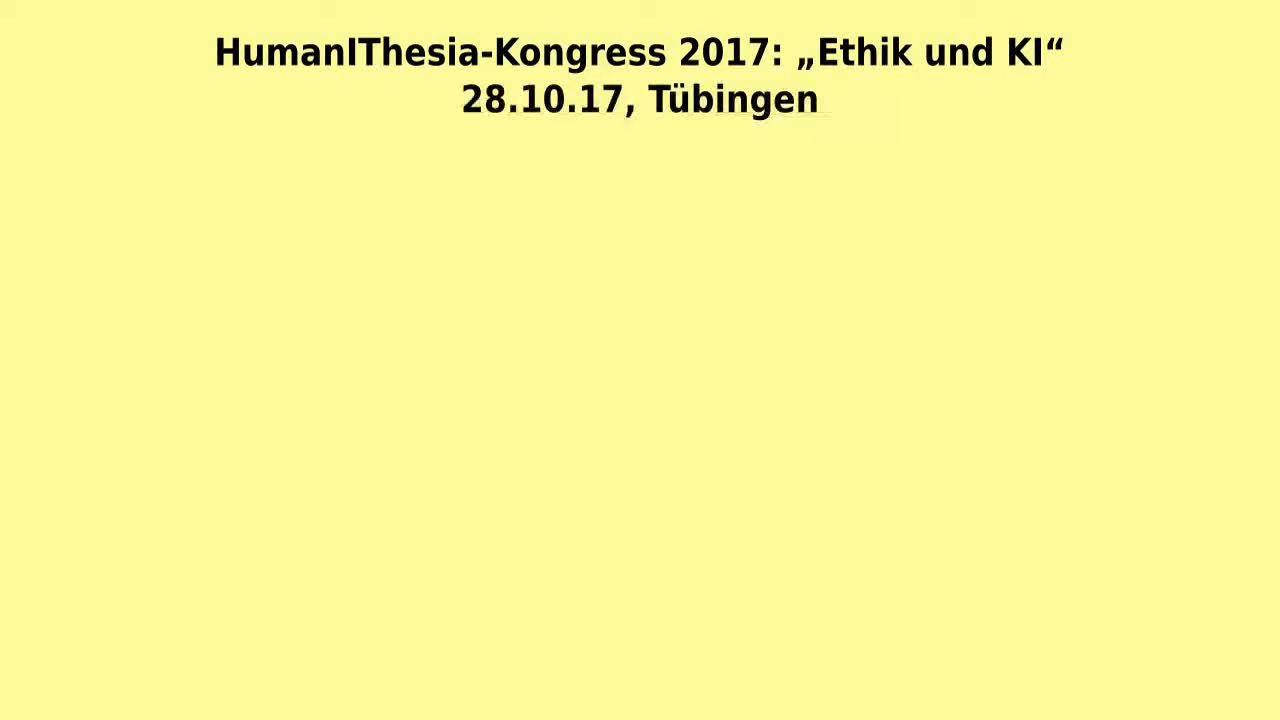 HumanIThesia-Kongress 2017: „Ethik und KI“
28.10.17, Tübingen